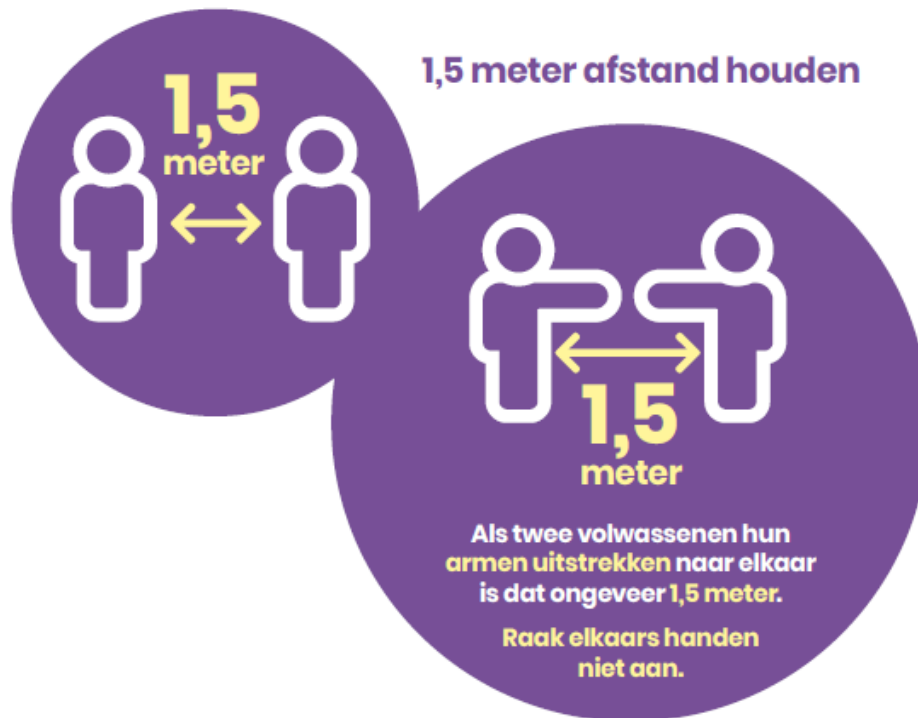 1,5 meter afstand houden
1,5
meter
1,5
meter
Als twee volwassenen hun
armen uitstrekken naar elkaar
is dat ongeveer 1,5 meter.
Raak elkaars handen
niet aan.